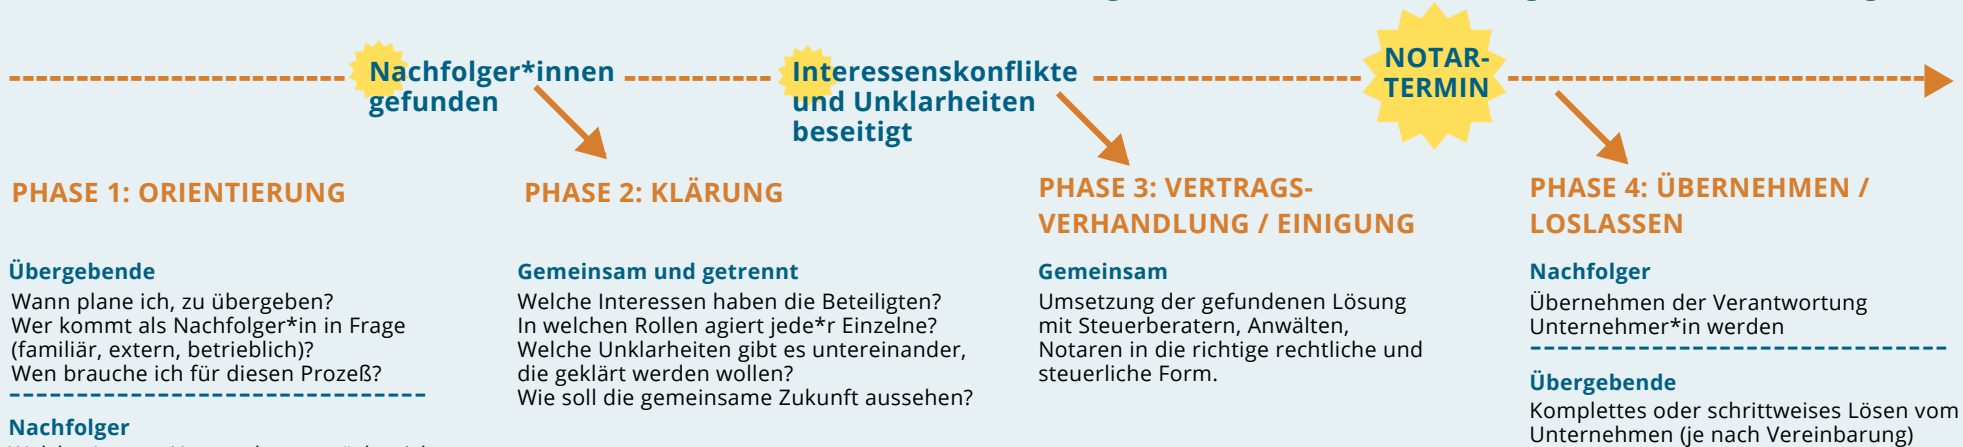 Nachfolger*innen
gefunden
Interessenskonflikte
und Unklarheiten
beseitigt
NOTAR-
TERMIN
PHASE 1: ORIENTIERUNG
Übergebende
Wann plane ich, zu übergeben?
Wer kommt als Nachfolger*in in Frage
(familiär, extern, betrieblich)?
Wen brauche ich für diesen Prozeß?
Nachfolger
PHASE 2: KLÄRUNG
Gemeinsam und getrennt
Welche Interessen haben die Beteiligten?
In welchen Rollen agiert jede*r Einzelne?
Welche Unklarheiten gibt es untereinander,
die geklärt werden wollen?
Wie soll die gemeinsame Zukunft aussehen?
PHASE 3: VERTRAGS-
VERHANDLUNG / EINIGUNG
Gemeinsam
Umsetzung der gefundenen Lösung
mit Steuerberatern, Anwälten,
Notaren in die richtige rechtliche und
steuerliche Form.
PHASE 4: ÜBERNEHMEN /
LOSLASSEN
Nachfolger
Übernehmen der Verantwortung
Unternehmer*in werden
Übergebende
Komplettes oder schrittweises Lösen vom
Unternehmen (je nach Vereinbarung)